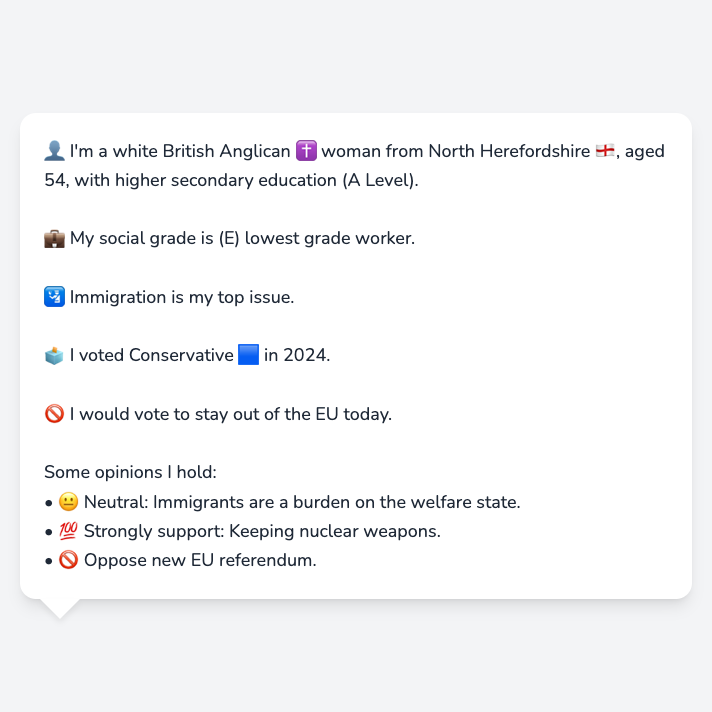 👤 I'm a white British Anglican ✝️ woman from North Herefordshire 🏴󠁧󠁢󠁥󠁮󠁧󠁿, aged
54, with higher secondary education (A Level).
💼 My social grade is (E) lowest grade worker.
🛂 Immigration is my top issue.
🗳️ I voted Conservative 🟦 in 2024.
🚫 I would vote to stay out of the EU today.
Some opinions I hold:
• 😐 Neutral: Immigrants are a burden on the welfare state.
• 💯 Strongly support: Keeping nuclear weapons.
• 🚫 Oppose new EU referendum.